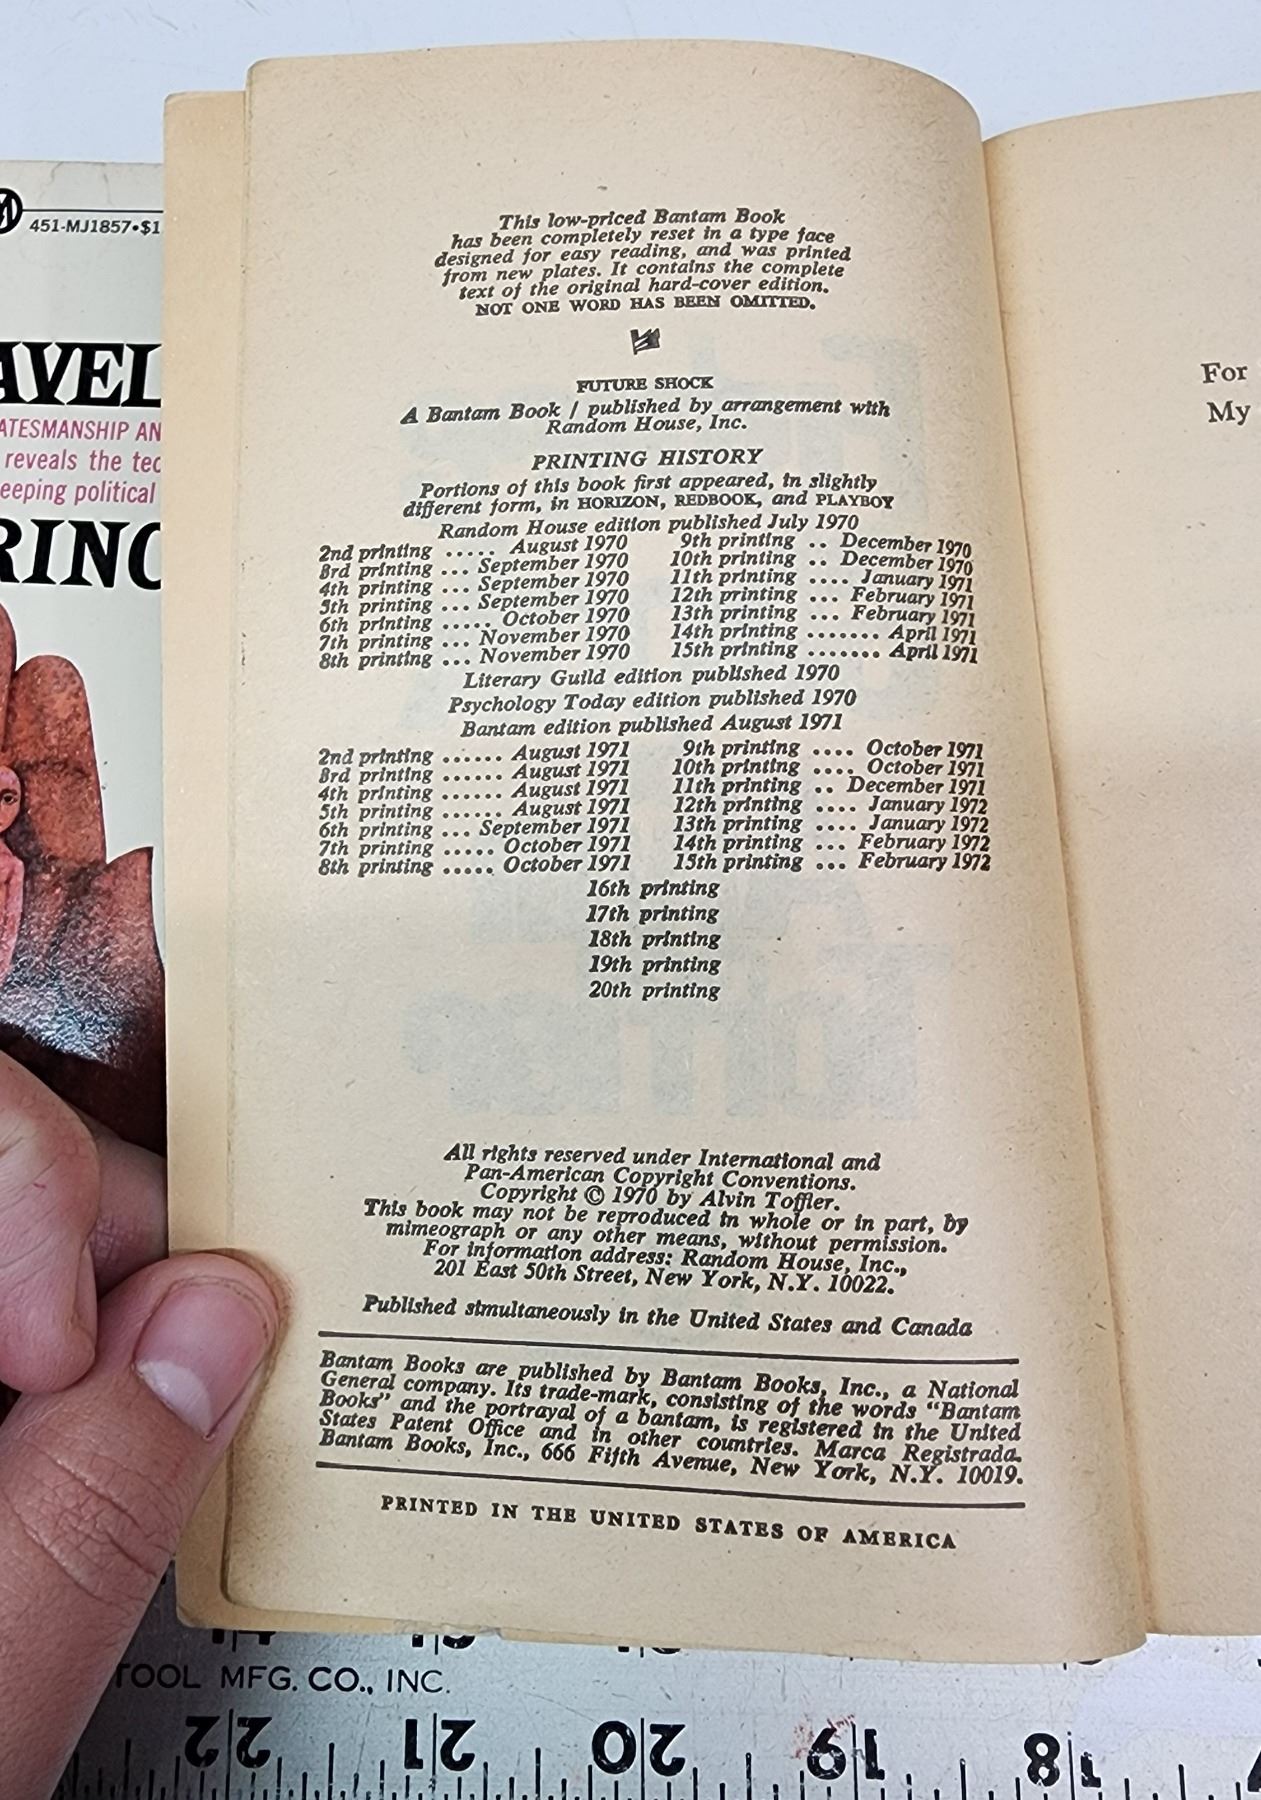 451-MJ1857•$1
AVEL
ATESMANSHIP AN
reveals the tec
eeping political
RINC
This low-priced Bantam Book
has been completely reset in a type face
designed for easy reading, and was printed
from new plates. It contains the complete
text of the original hard-cover edition.
NOT ONE WORD HAS BEEN OMITTED.
FUTURE SHOCK
A Bantam Book / published by arrangement with
Random House, Inc.
PRINTING HISTORY
Portions of this book first appeared, in slightly
different form, in HORIZON, REDBOOK, and PLAYBOY
Random House edition published July 1970
2nd printing ..... August 1970
3rd printing ... September 1970
4th printing ... September 1970
5th printing ... September 1970
6th printing ..... October 1970
7th printing ... November 1970
8th printing ... November 1970
9th printing .. December 1970
10th printing .. December 1970
11th printing .... January 1971
12th printing ... February 1971
13th printing ... February 1971
14th printing ....... April 1971
15th printing ....... April 1971
Literary Guild edition published 1970
Psychology Today edition published 1970
Bantam edition published August 1971
2nd printing ...... August 1971
3rd printing ...... August 1971
4th printing ...... August 1971
5th printing ...... August 1971
6th printing ... September 1971
7th printing ..... October 1971
8th printing ..... October 1971
9th printing .... October 1971
10th printing .... October 1971
11th printing .. December 1971
12th printing .... January 1972
13th printing .... January 1972
14th printing ... February 1972
15th printing ... February 1972
16th printing
17th printing
18th printing
19th printing
20th printing
All rights reserved under International and
Pan-American Copyright Conventions.
Copyright © 1970 by Alvin Toffler.
This book may not be reproduced in whole or in part, by
mimeograph or any other means, without permission.
For information address: Random House, Inc.,
201 East 50th Street, New York, N.Y. 10022.
Published simultaneously in the United States and Canada
Bantam Books are published by Bantam Books, Inc., a National
General company. Its trade-mark, consisting of the words “Bantam
Books” and the portrayal of a bantam, is registered in the United
States Patent Office and in other countries. Marca Registrada.
Bantam Books, Inc., 666 Fifth Avenue, New York, N.Y. 10019.
PRINTED IN THE UNITED STATES OF AMERICA
For
My
TOOL MFG. CO., INC.
22 21 20 19 18